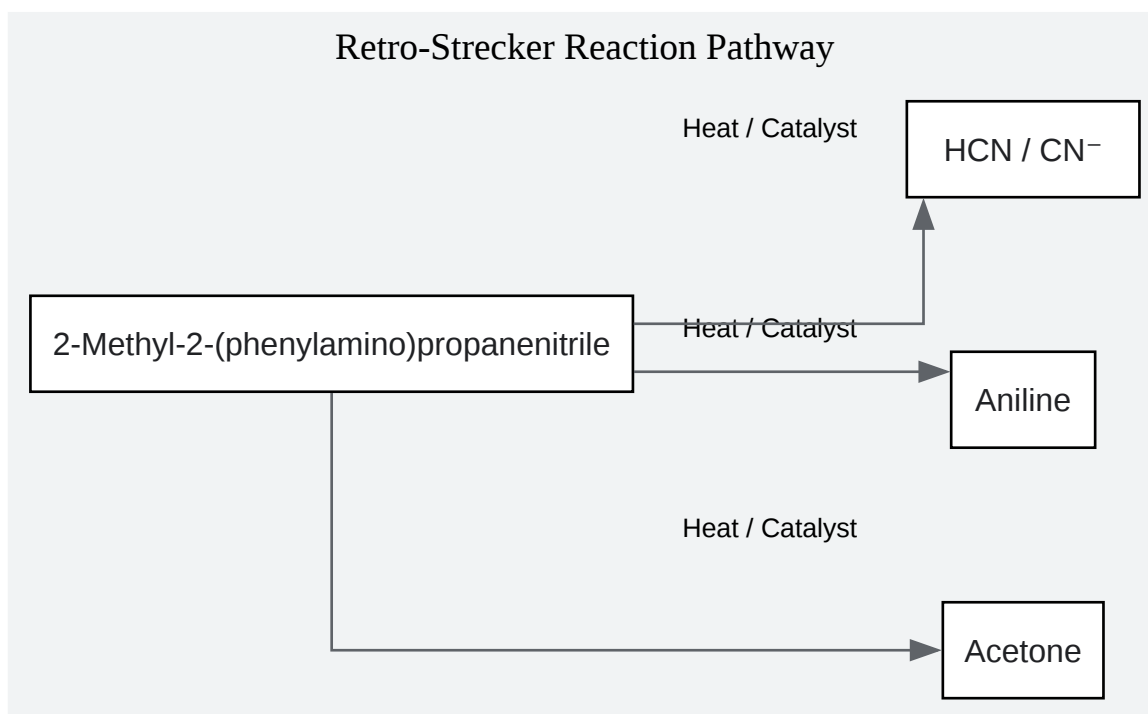 Retro-Strecker Reaction Pathway
Heat / Catalyst
HCN / CN⁻
2-Methyl-2-(phenylamino)propanenitrile
Heat / Catalyst
Aniline
Heat / Catalyst
Acetone